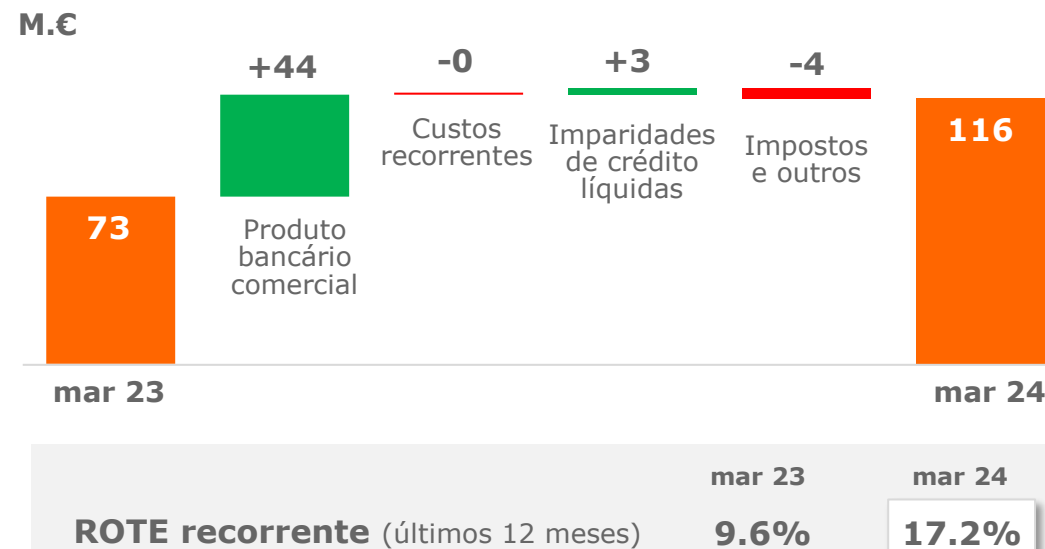 M.€
+44
-0
+3
-4
Custos
recorrentes
Imparidades
de crédito
líquidas
Impostos
e outros
116
73
Produto
bancário
comercial
mar 23
mar 24
mar 23
mar 24
ROTE recorrente (últimos 12 meses)
9.6%
17.2%